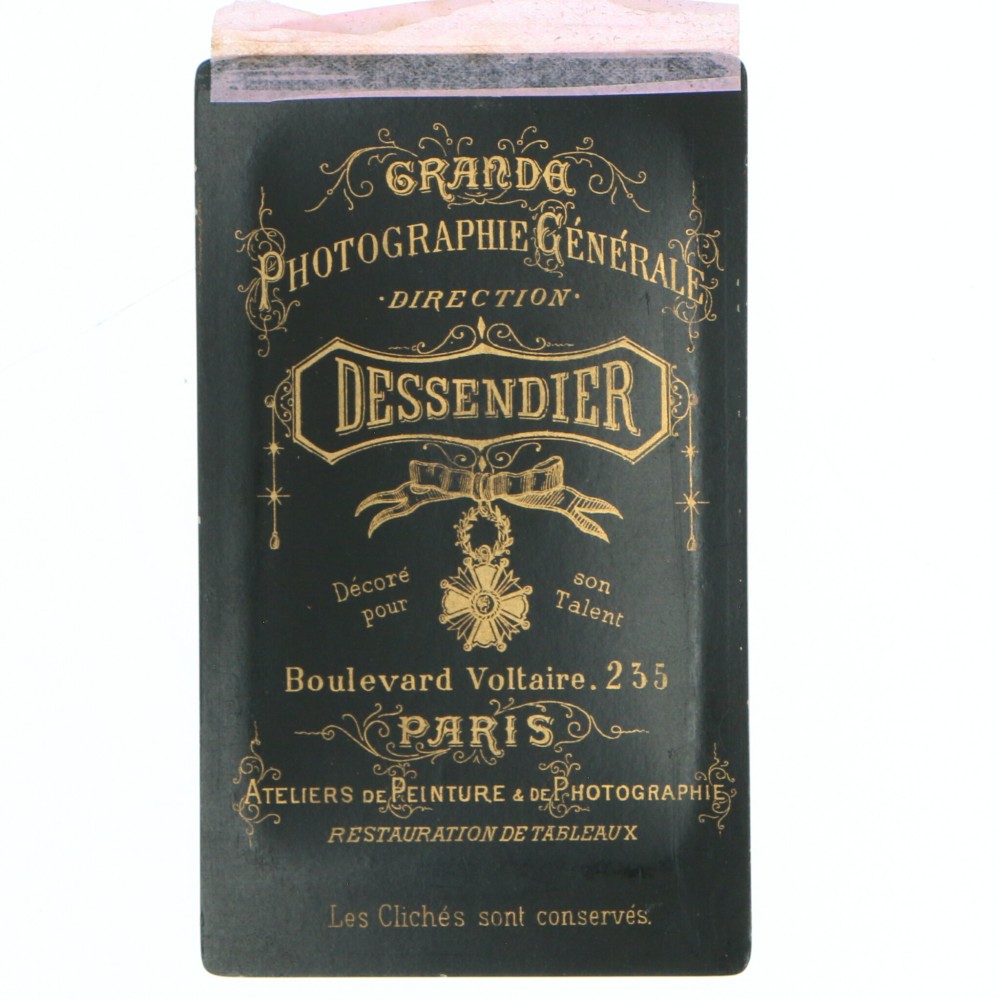 GRANDE
PHOTOGRAPHIE GÉNÉRALE
·DIRECTION·
DESSENDIER
Décoré pour son Talent
Boulevard Voltaire. 235
PARIS
ATELIERS DE PEINTURE & DE PHOTOGRAPHIE
RESTAURATION DE TABLEAUX
Les Clichés sont conservés.